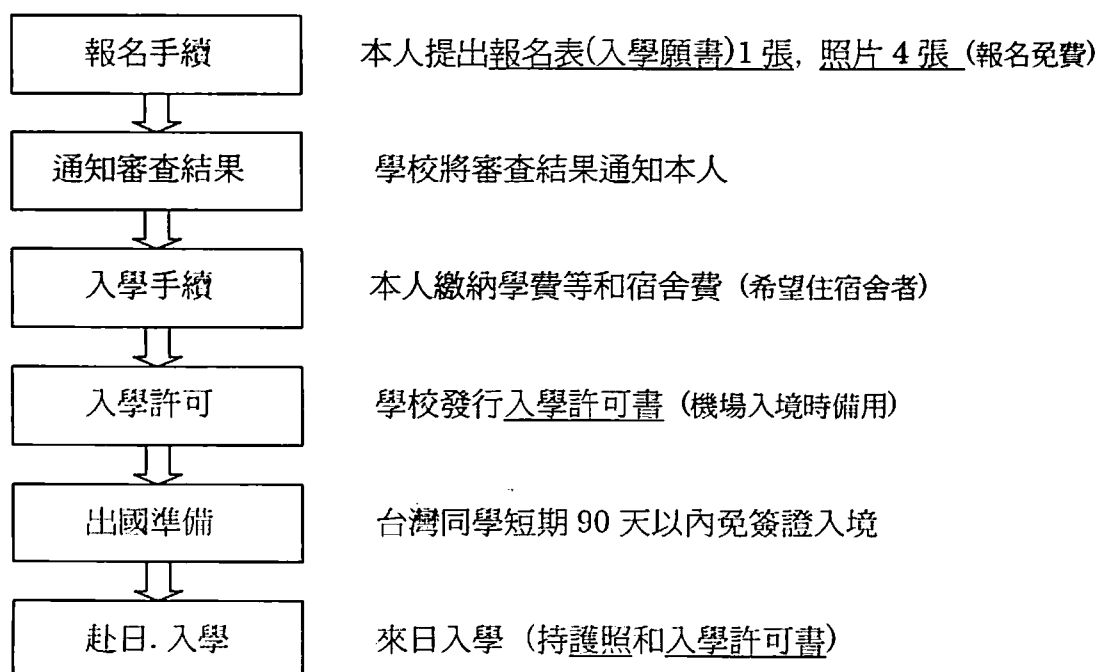 報名手續 本人提出報名表(入學願書)1 張, 照片 4 張 (報名免費)
通知審查結果 學校將審查結果通知本人
入學手續 本人繳納學費等和宿舍費 (希望住宿舍者)
入學許可 學校發行入學許可書 (機場入境時備用)
出國準備 台灣同學短期 90 天以內免簽證入境
赴日. 入學 來日入學 (持護照和入學許可書)